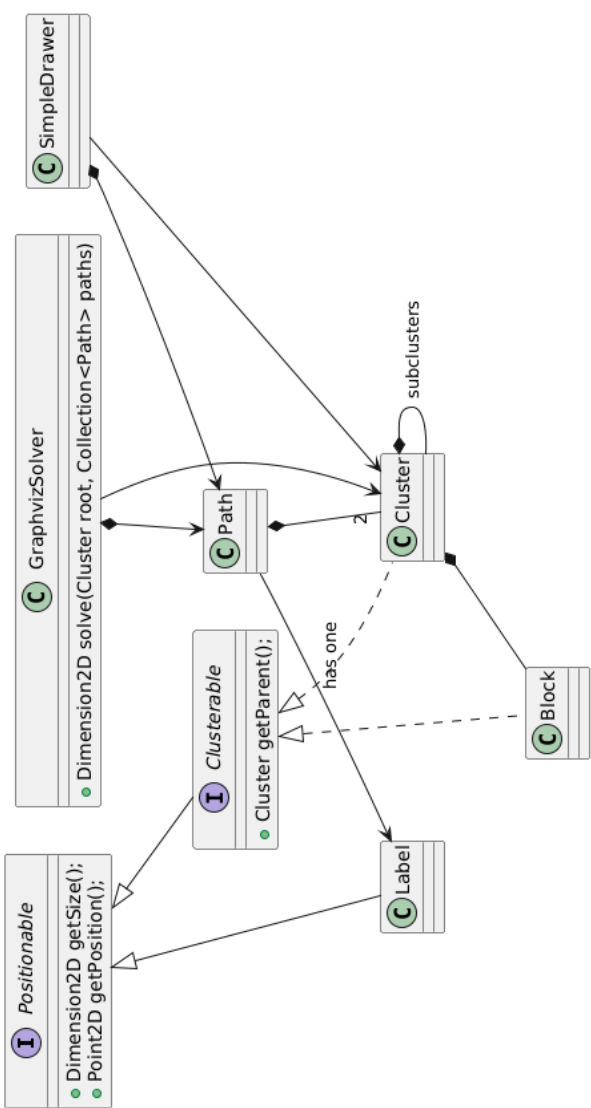 I Positionable
Dimension2D getSize();
Point2D getPosition();
C GraphvizSolver
Dimension2D solve(Cluster root, Collection<Path> paths)
C SimpleDrawer
I Clusterable
Cluster getParent();
C Path
has one
2
subclusters
C Label
C Cluster
C Block